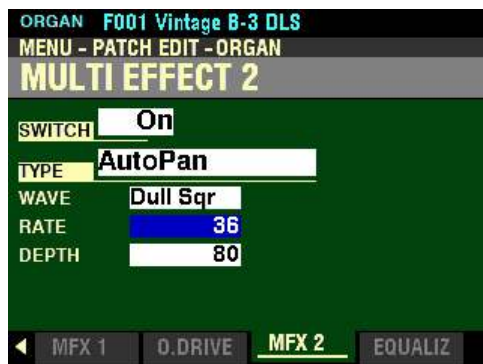 ORGAN F001 Vintage B-3 DLS
MENU - PATCH EDIT - ORGAN
MULTI EFFECT 2
SWITCH On
TYPE AutoPan
WAVE Dull Sqr
RATE 36
DEPTH 80
MFX 1 O.DRIVE MFX 2 EQUALIZ